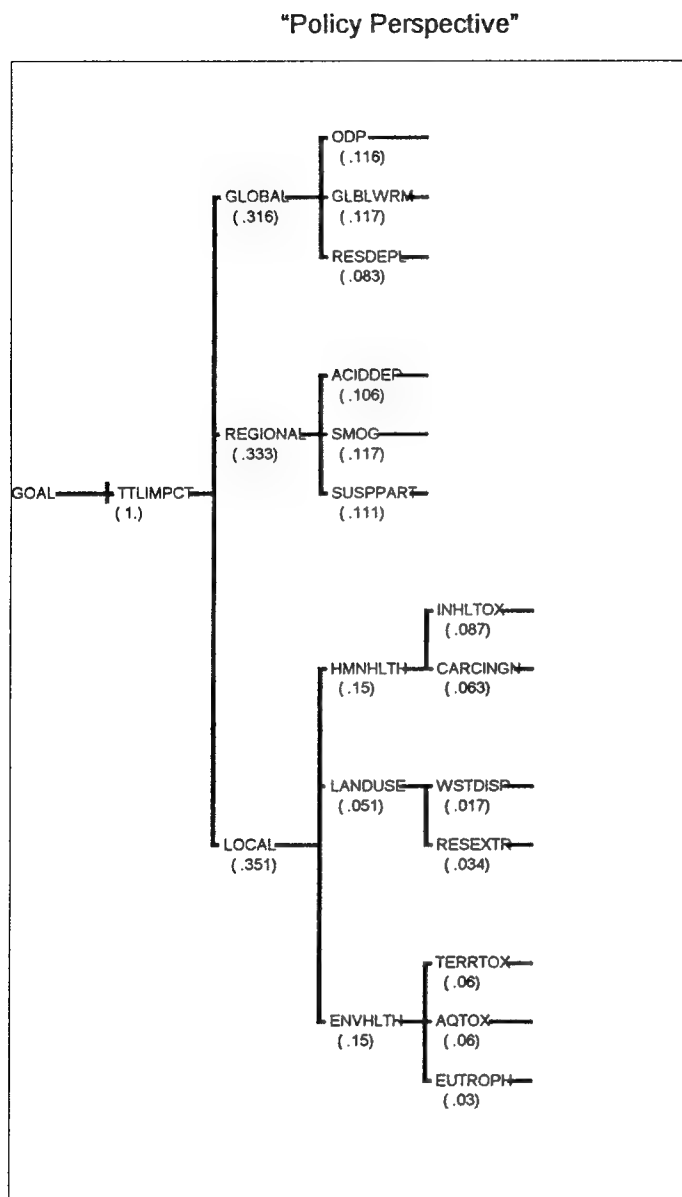 "Policy Perspective"
ODP
(.116)
GLOBAL
(.316)
GLBLWRM
(.117)
RESDEPL
(.083)
ACIDDEP
(.106)
REGIONAL
(.333)
SMOG
(.117)
SUSPPART
(.111)
GOAL
TTLIMPCT
( 1.)
INHLTOX
(.087)
HMNHLTH
(.15)
CARCINGN
(.063)
LANDUSE
(.051)
WSTDISP
(.017)
RESEXTR
(.034)
LOCAL
(.351)
TERRTOX
(.06)
ENVHLTH
(.15)
AQTOX
(.06)
EUTROPH
(.03)